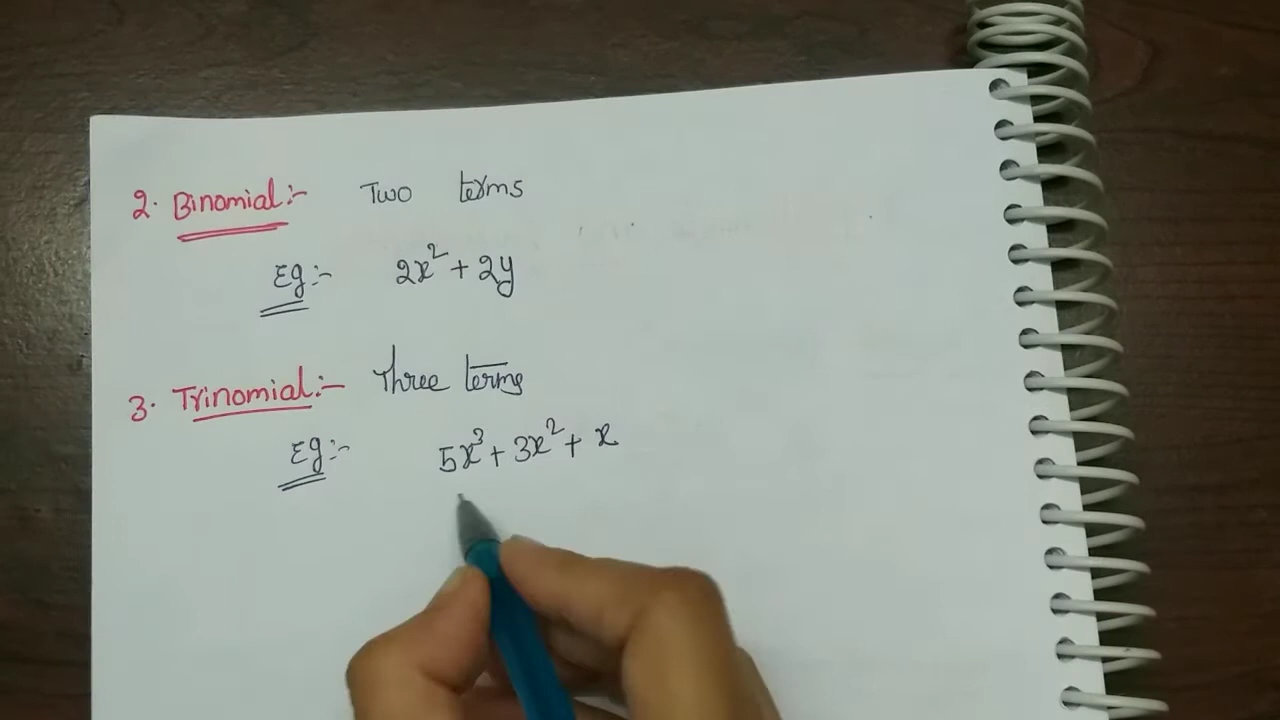 2. Binomial:- Two terms
Eg:- 2x² + 2y
3. Trinomial:- Three terms
Eg:- 5x³ + 3x² + x